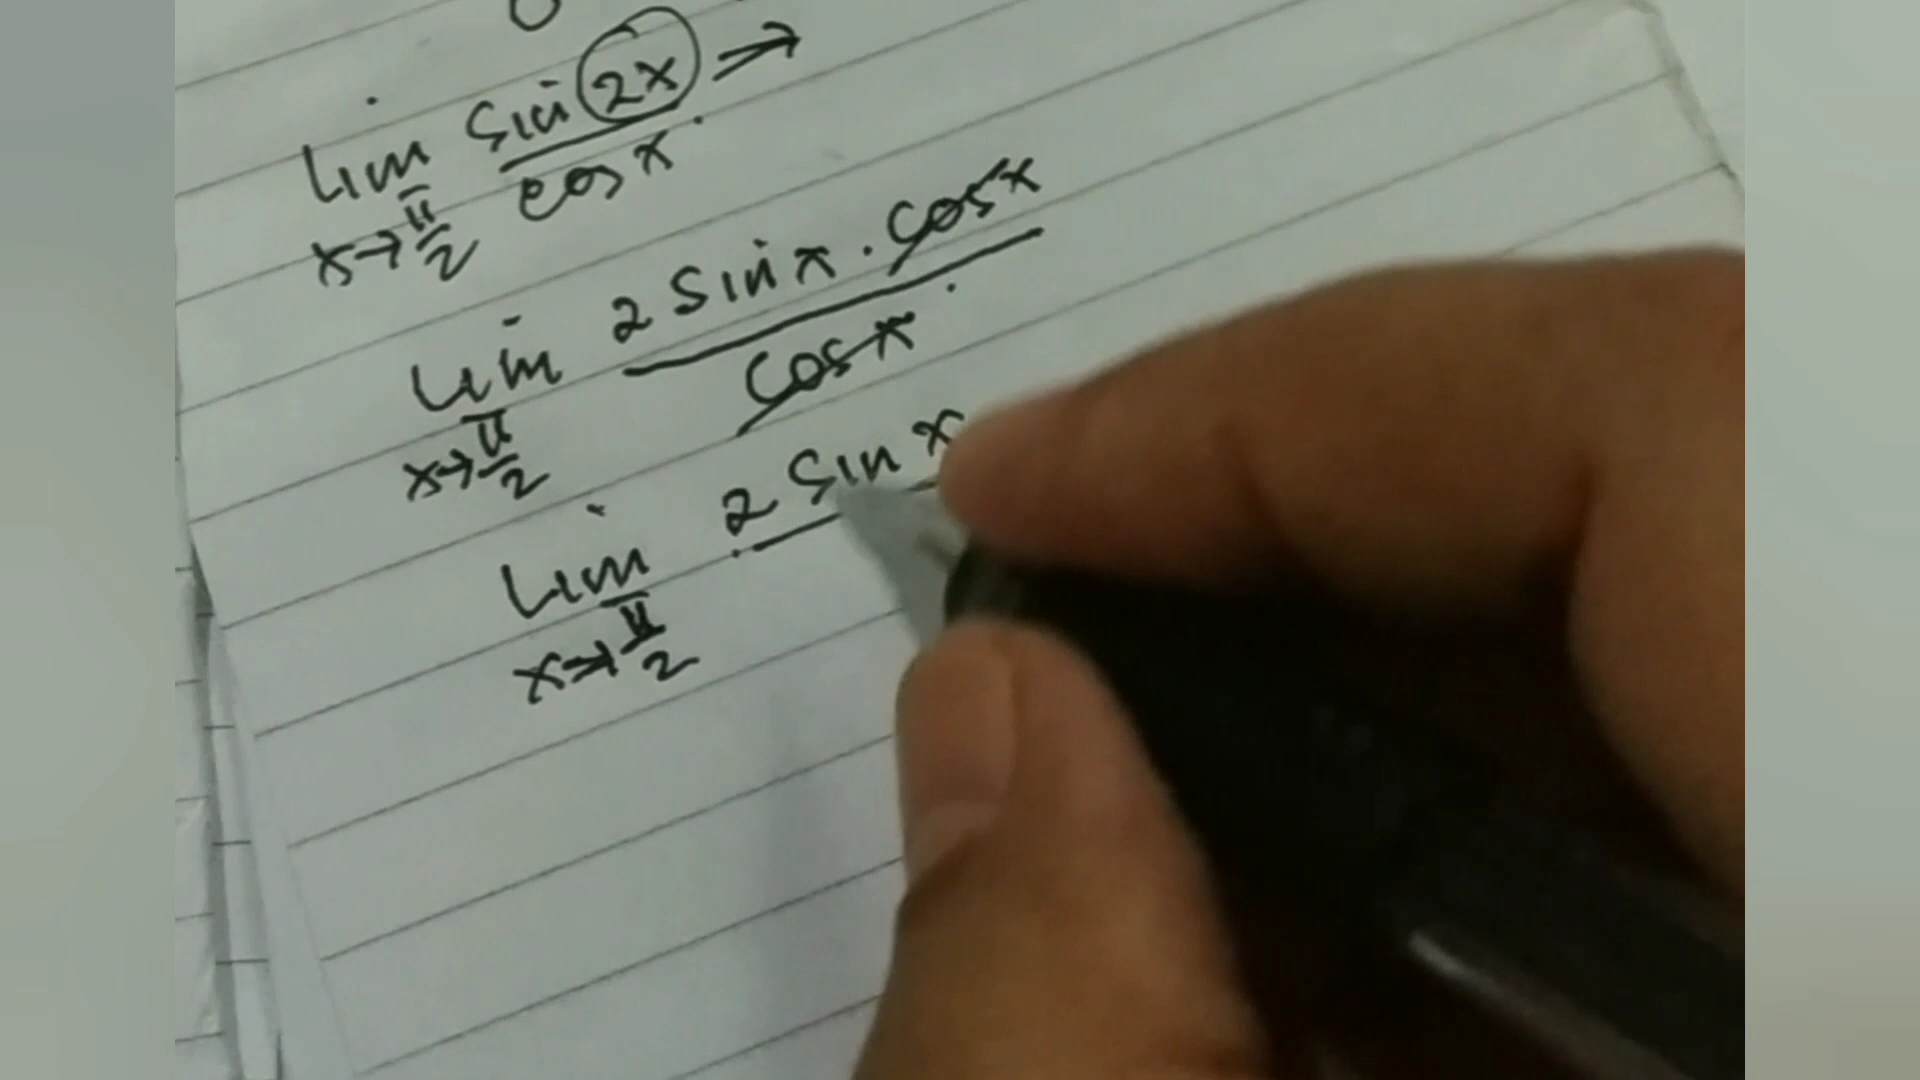 lim sin 2x ⇒
x→π/2 cos x
lim 2 sin x . cos x
x→π/2 cos x
lim 2 sin x
x→π/2